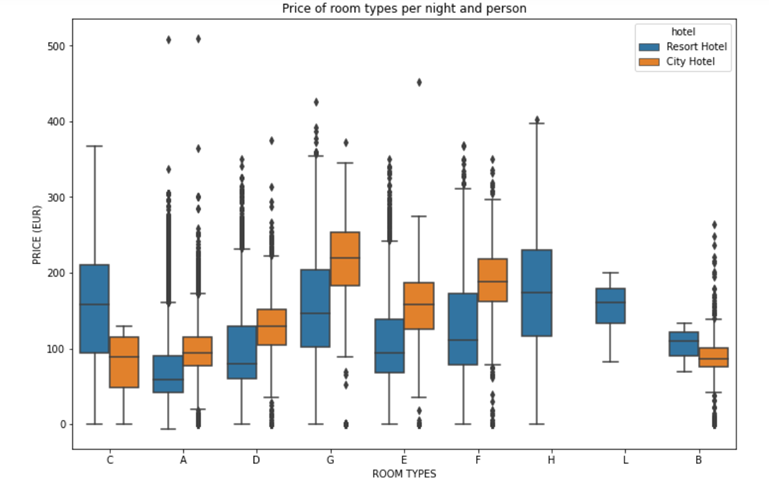 Price of room types per night and person
hotel
Resort Hotel
City Hotel
500
400
300
200
100
0
PRICE (EUR)
C A D G E F H L B
ROOM TYPES